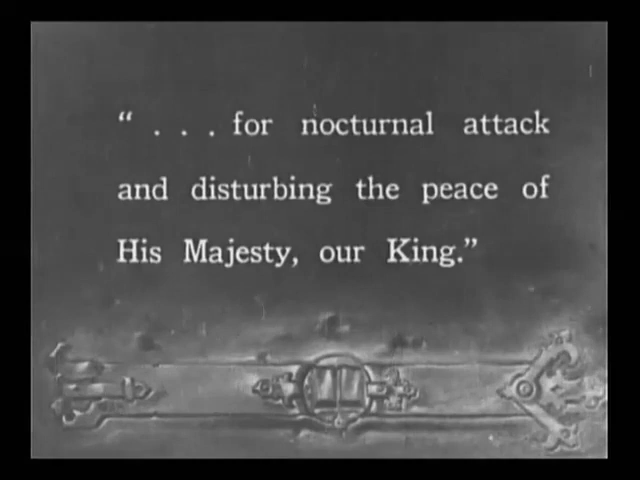 “ . . . for nocturnal attack
and disturbing the peace of
His Majesty, our King.”